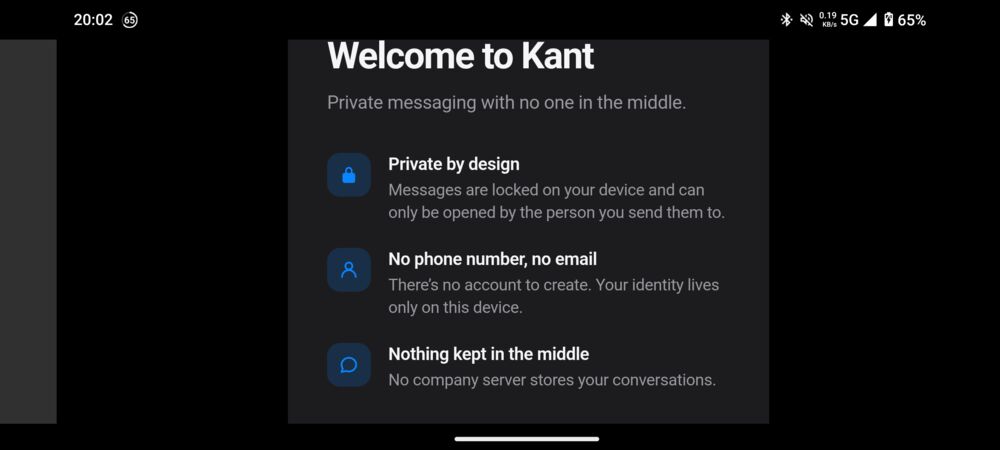 20:02 65 0.19 KB/s 5G 65%
Welcome to Kant
Private messaging with no one in the middle.
Private by design
Messages are locked on your device and can
only be opened by the person you send them to.
No phone number, no email
There's no account to create. Your identity lives
only on this device.
Nothing kept in the middle
No company server stores your conversations.